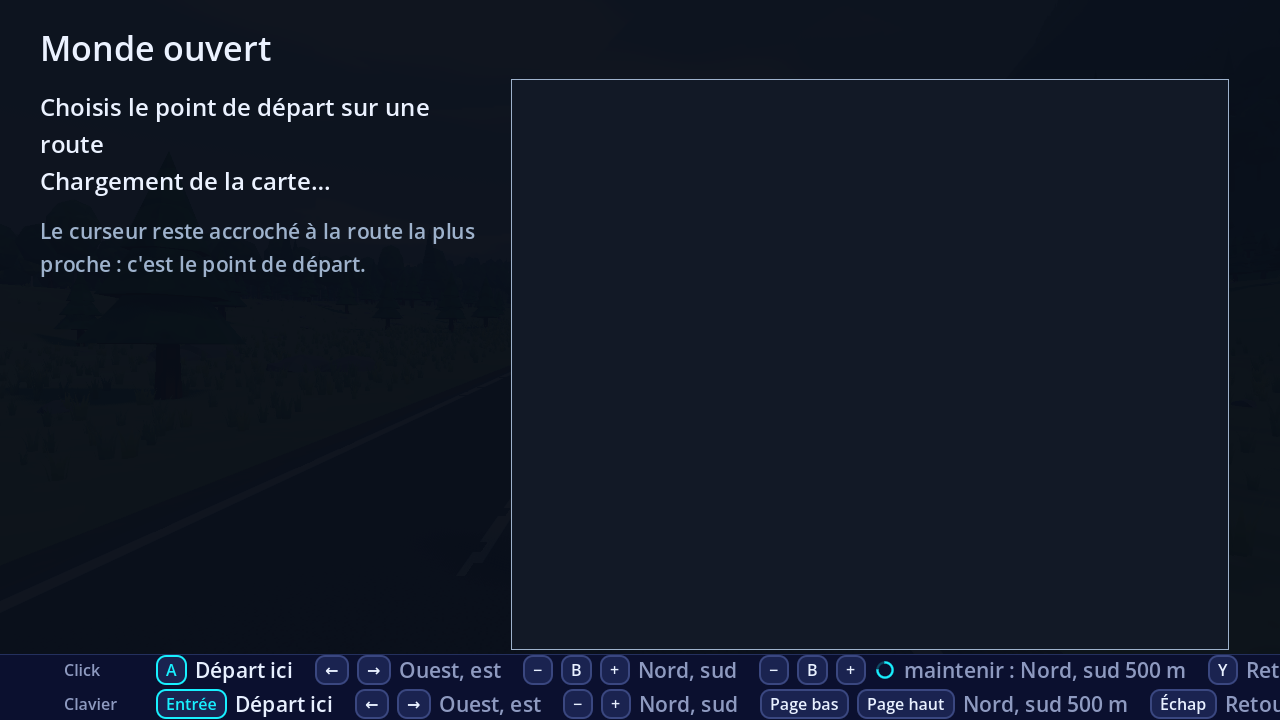 Monde ouvert
Choisis le point de départ sur une
route
Chargement de la carte...
Le curseur reste accroché à la route la plus
proche : c'est le point de départ.
Click A Départ ici ← → Ouest, est − B + Nord, sud − B + maintenir : Nord, sud 500 m Y Ret
Clavier Entrée Départ ici ← → Ouest, est − + Nord, sud Page bas Page haut Nord, sud 500 m Échap Retou